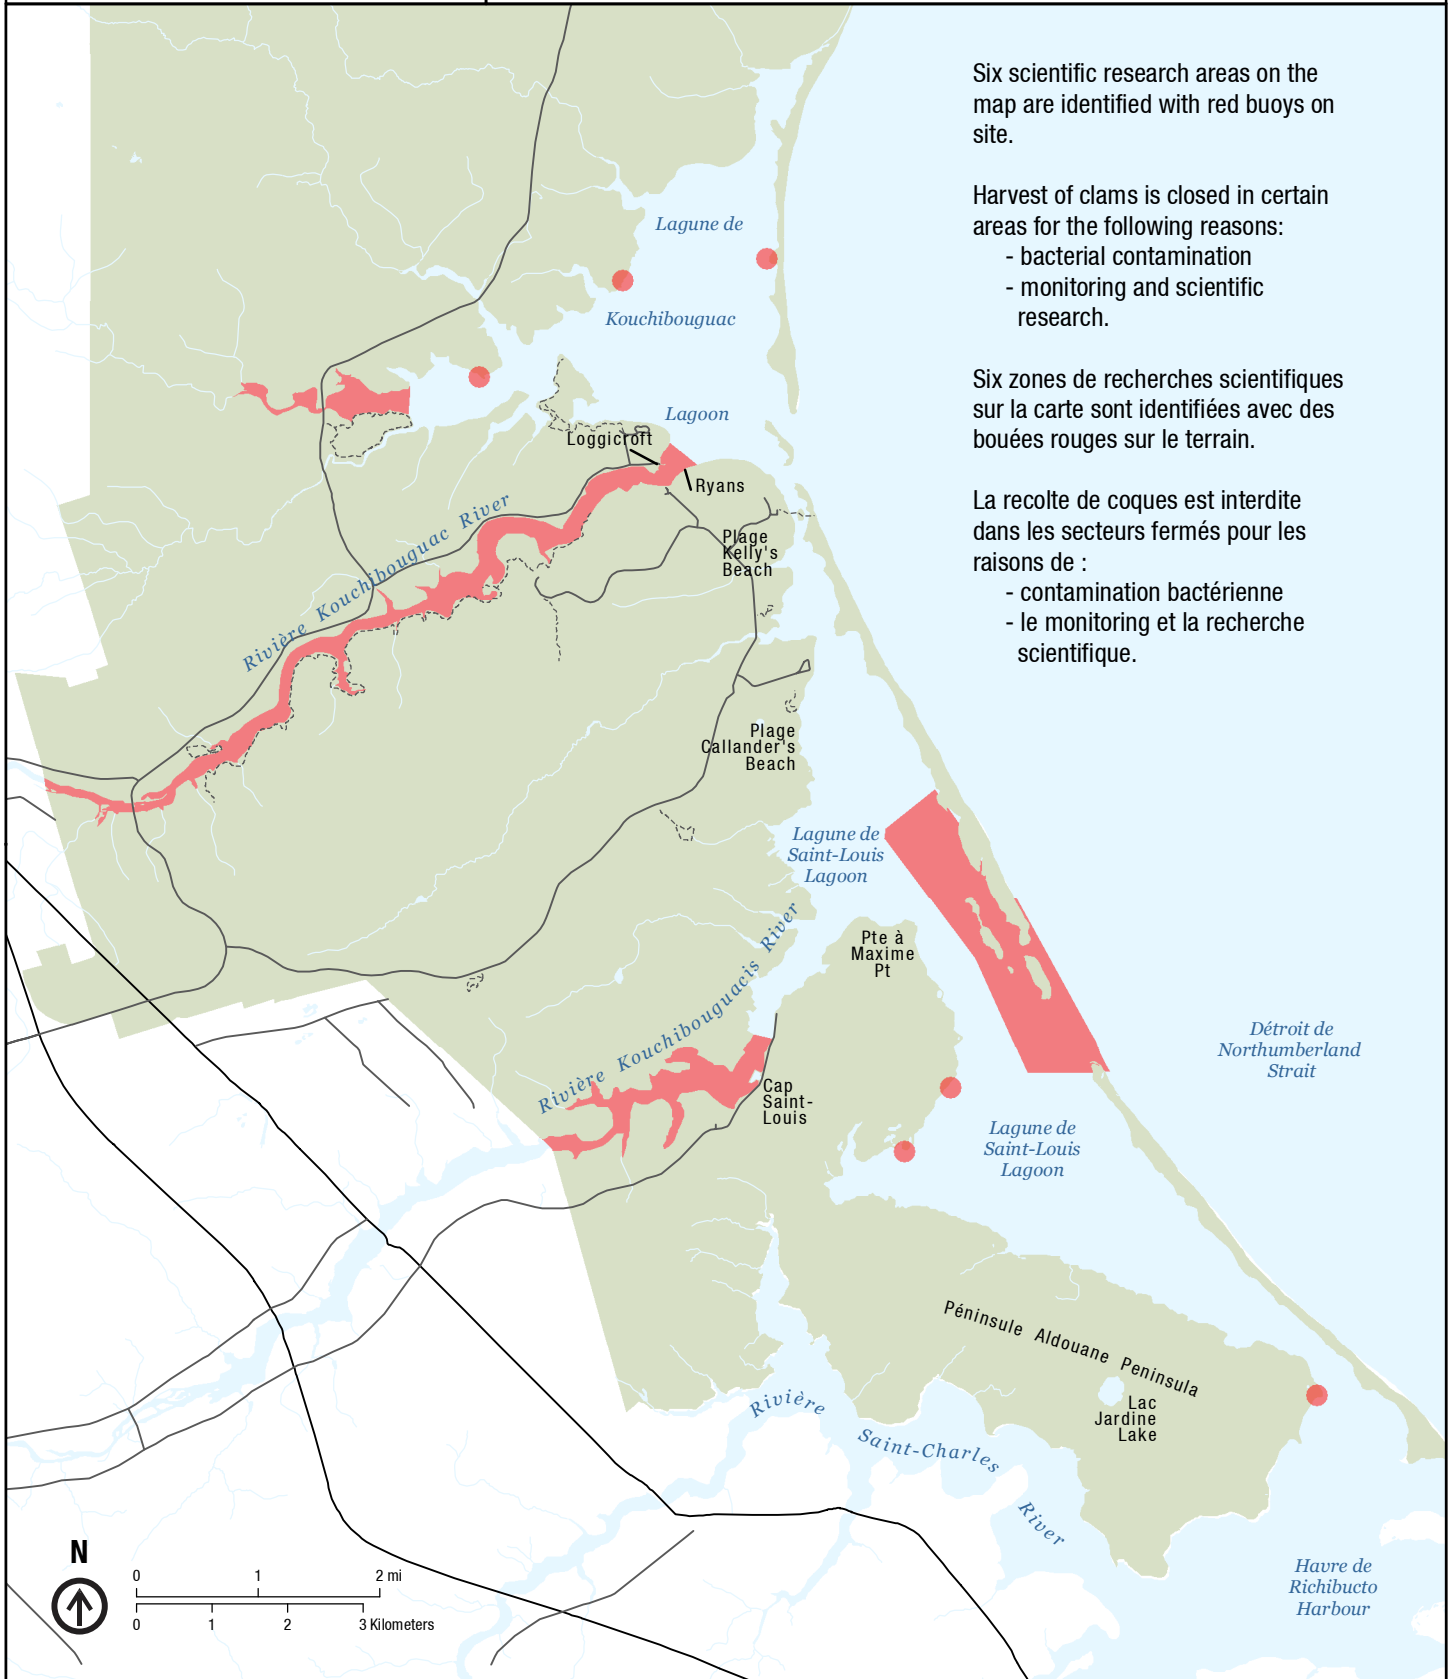 Six scientific research areas on the
map are identified with red buoys on
site.
Harvest of clams is closed in certain
areas for the following reasons:
- bacterial contamination
- monitoring and scientific
research.
Six zones de recherches scientifiques
sur la carte sont identifiées avec des
bouées rouges sur le terrain.
La recolte de coques est interdite
dans les secteurs fermés pour les
raisons de :
- contamination bactérienne
- le monitoring et la recherche
scientifique.
Lagune de
Kouchibouguac
Lagoon
Loggicroft
Ryans
Rivière Kouchibouguac River
Plage
Kelly's
Beach
Plage
Callander's
Beach
Lagune de
Saint-Louis
Lagoon
Pte à
Maxime
Pt
Rivière Kouchibouguacis River
Cap
Saint-
Louis
Détroit de
Northumberland
Strait
Lagune de
Saint-Louis
Lagoon
Péninsule Aldouane Peninsula
Lac
Jardine
Lake
Rivière
Saint-Charles
River
Havre de
Richibucto
Harbour
N
0 1 2 mi
0 1 2 3 Kilometers